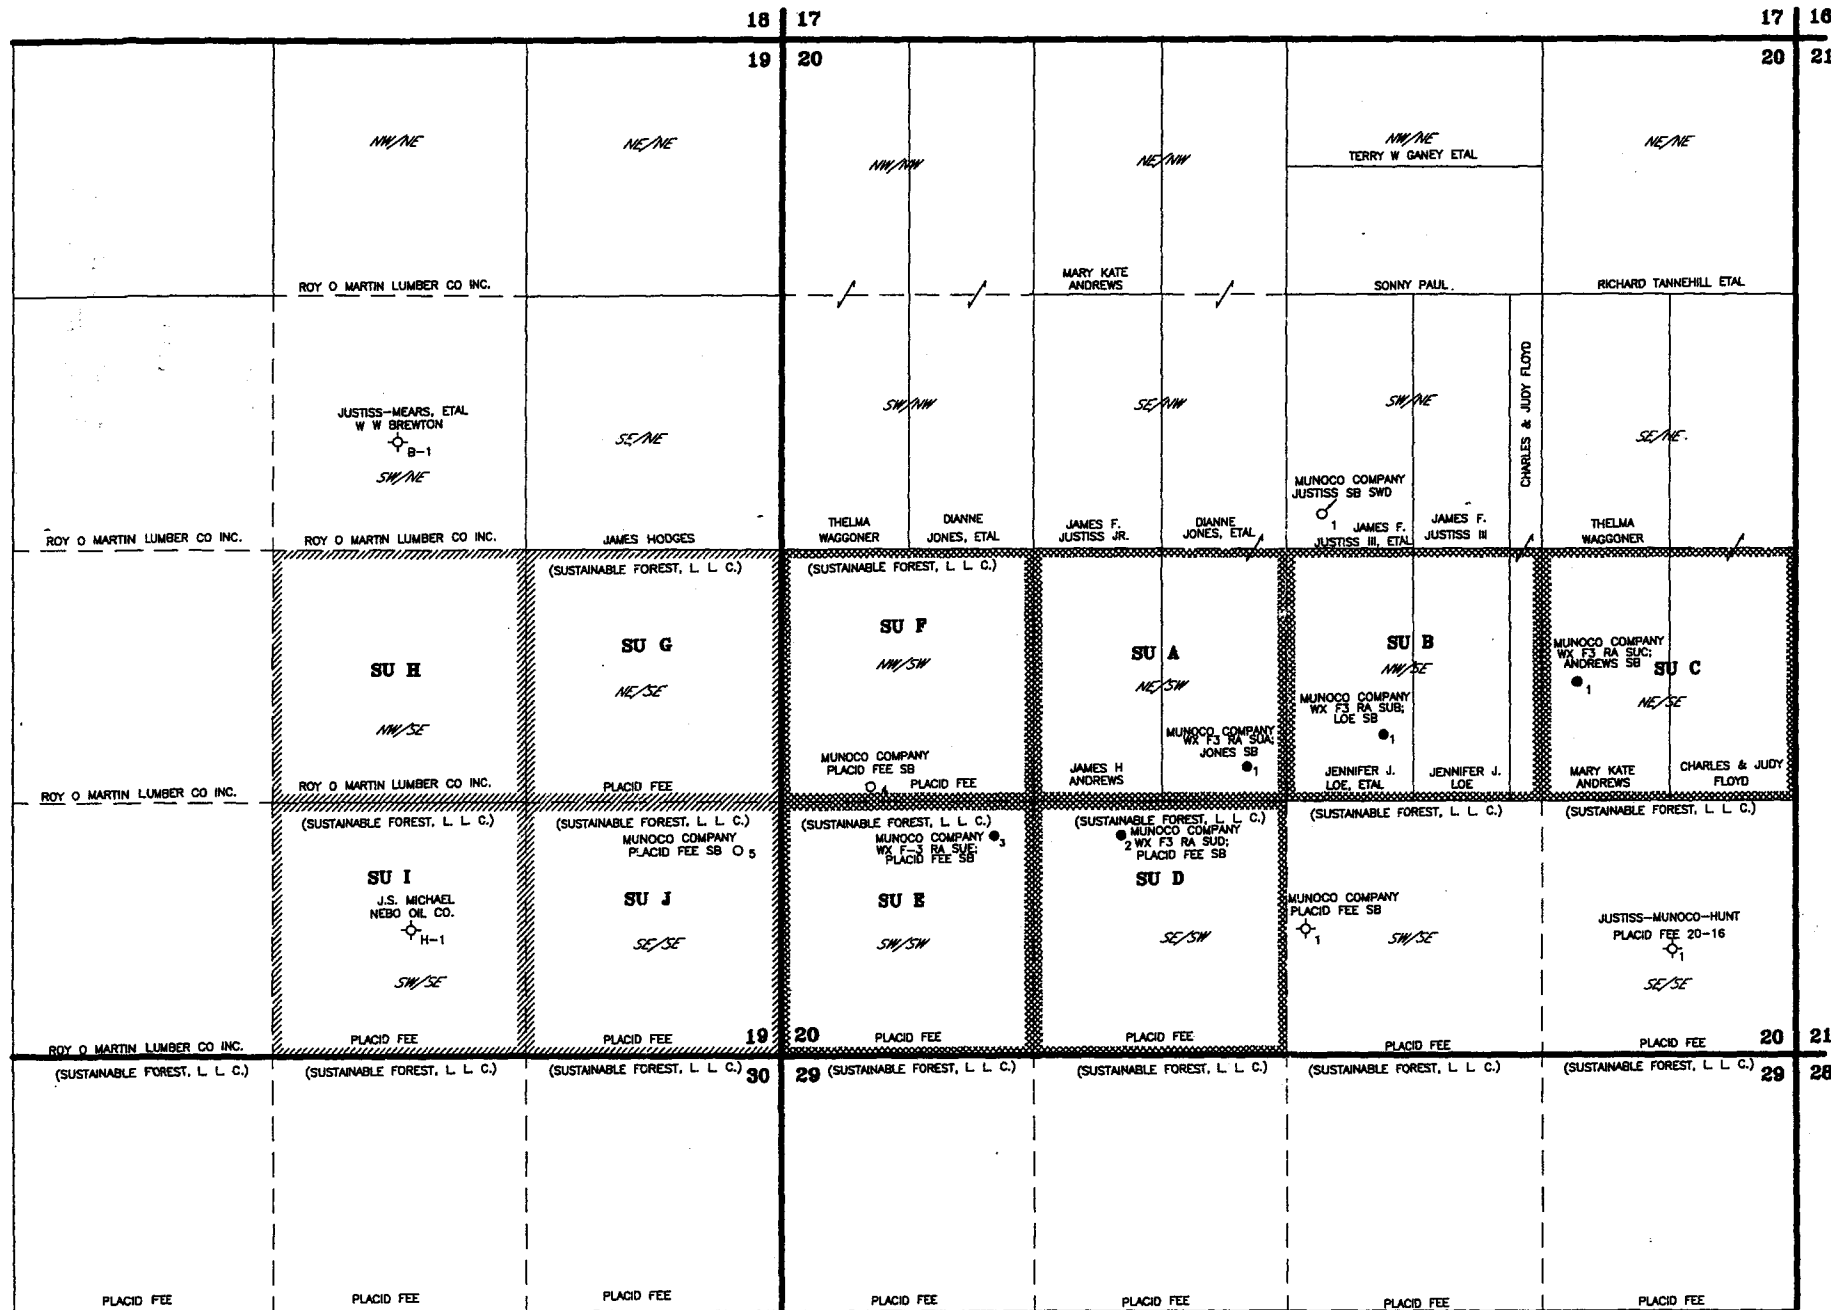 18 17
17 16
19 20
20 21
NW/NE
NE/NE
NW/NW
NE/NW
NW/NE
TERRY W GANEY ETAL
NE/NE
ROY O MARTIN LUMBER CO INC.
MARY KATE
ANDREWS
SONNY PAUL
RICHARD TANNEHILL ETAL
JUSTISS-MEARS, ETAL
W W BREWTON
B-1
SW/NE
SE/NE
SW/NW
SE/NW
SW/NE
CHARLES & JUDY FLOYD
SE/NE
MUNOCO COMPANY
JUSTISS SB SWD
1
ROY O MARTIN LUMBER CO INC.
ROY O MARTIN LUMBER CO INC.
JAMES HODGES
THELMA
WAGGONER
DIANNE
JONES, ETAL
JAMES F.
JUSTISS JR.
DIANNE
JONES, ETAL
JAMES F.
JUSTISS III, ETAL
JAMES F.
JUSTISS III
THELMA
WAGGONER
(SUSTAINABLE FOREST, L. L. C.)
(SUSTAINABLE FOREST, L. L. C.)
SU H
NW/SE
SU G
NE/SE
SU F
NW/SW
SU A
NE/SW
SU B
NW/SE
MUNOCO COMPANY
WX F3 RA SUC;
ANDREWS SB
1
SU C
NE/SE
MUNOCO COMPANY
WX F3 RA SUB;
LOE SB
1
MUNOCO COMPANY
WX F3 RA SUA;
JONES SB
1
MUNOCO COMPANY
PLACID FEE SB
4
ROY O MARTIN LUMBER CO INC.
ROY O MARTIN LUMBER CO INC.
PLACID FEE
PLACID FEE
JAMES H
ANDREWS
JENNIFER J.
LOE, ETAL
JENNIFER J.
LOE
MARY KATE
ANDREWS
CHARLES & JUDY
FLOYD
(SUSTAINABLE FOREST, L. L. C.)
(SUSTAINABLE FOREST, L. L. C.)
(SUSTAINABLE FOREST, L. L. C.)
(SUSTAINABLE FOREST, L. L. C.)
(SUSTAINABLE FOREST, L. L. C.)
(SUSTAINABLE FOREST, L. L. C.)
MUNOCO COMPANY
PLACID FEE SB
5
MUNOCO COMPANY
WX F-3 RA SUE;
PLACID FEE SB
3
2
MUNOCO COMPANY
WX F3 RA SUD;
PLACID FEE SB
SU I
J.S. MICHAEL
NEBO OIL CO.
H-1
SW/SE
SU J
SE/SE
SU E
SW/SW
SU D
SE/SW
MUNOCO COMPANY
PLACID FEE SB
1
SW/SE
JUSTISS-MUNOCO-HUNT
PLACID FEE 20-16
1
SE/SE
ROY O MARTIN LUMBER CO INC.
PLACID FEE
PLACID FEE
19 20
PLACID FEE
PLACID FEE
PLACID FEE
PLACID FEE
20 21
(SUSTAINABLE FOREST, L. L. C.)
(SUSTAINABLE FOREST, L. L. C.)
(SUSTAINABLE FOREST, L. L. C.)
30 29
(SUSTAINABLE FOREST, L. L. C.)
(SUSTAINABLE FOREST, L. L. C.)
(SUSTAINABLE FOREST, L. L. C.)
(SUSTAINABLE FOREST, L. L. C.)
29 28
PLACID FEE
PLACID FEE
PLACID FEE
PLACID FEE
PLACID FEE
PLACID FEE
PLACID FEE